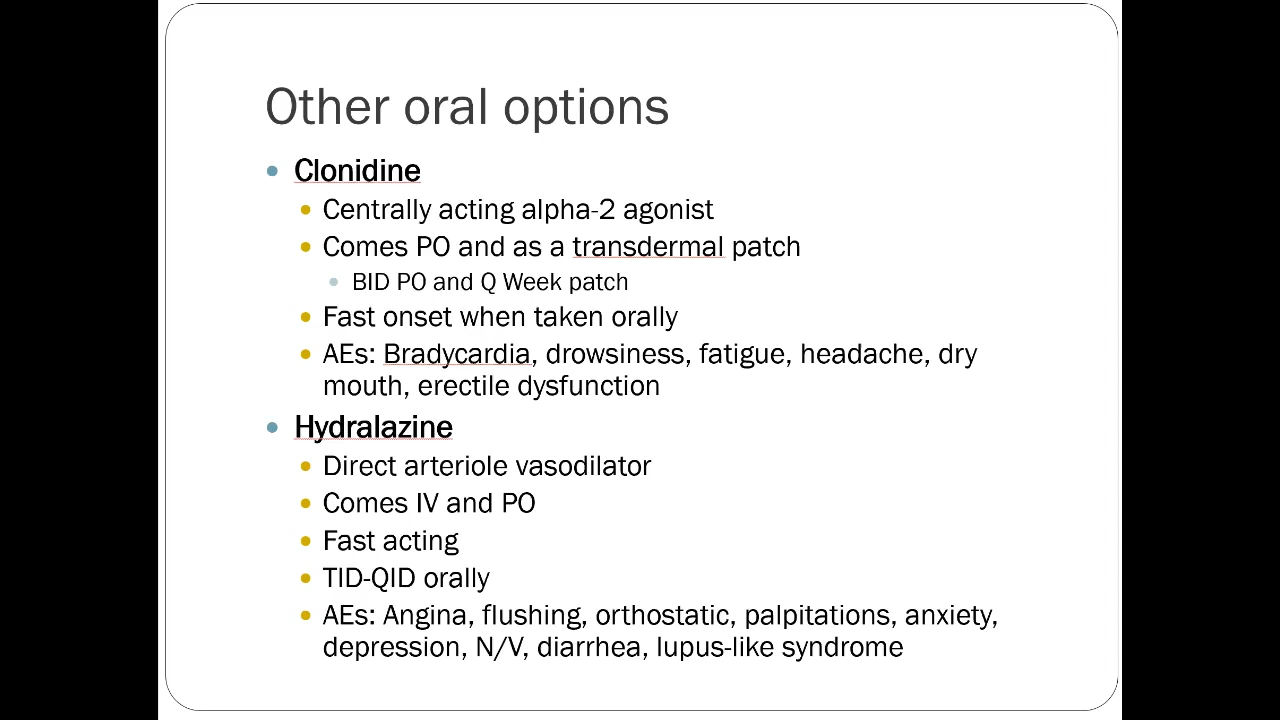 Other oral options
• Clonidine
• Centrally acting alpha-2 agonist
• Comes PO and as a transdermal patch
• BID PO and Q Week patch
• Fast onset when taken orally
• AEs: Bradycardia, drowsiness, fatigue, headache, dry
mouth, erectile dysfunction
• Hydralazine
• Direct arteriole vasodilator
• Comes IV and PO
• Fast acting
• TID-QID orally
• AEs: Angina, flushing, orthostatic, palpitations, anxiety,
depression, N/V, diarrhea, lupus-like syndrome